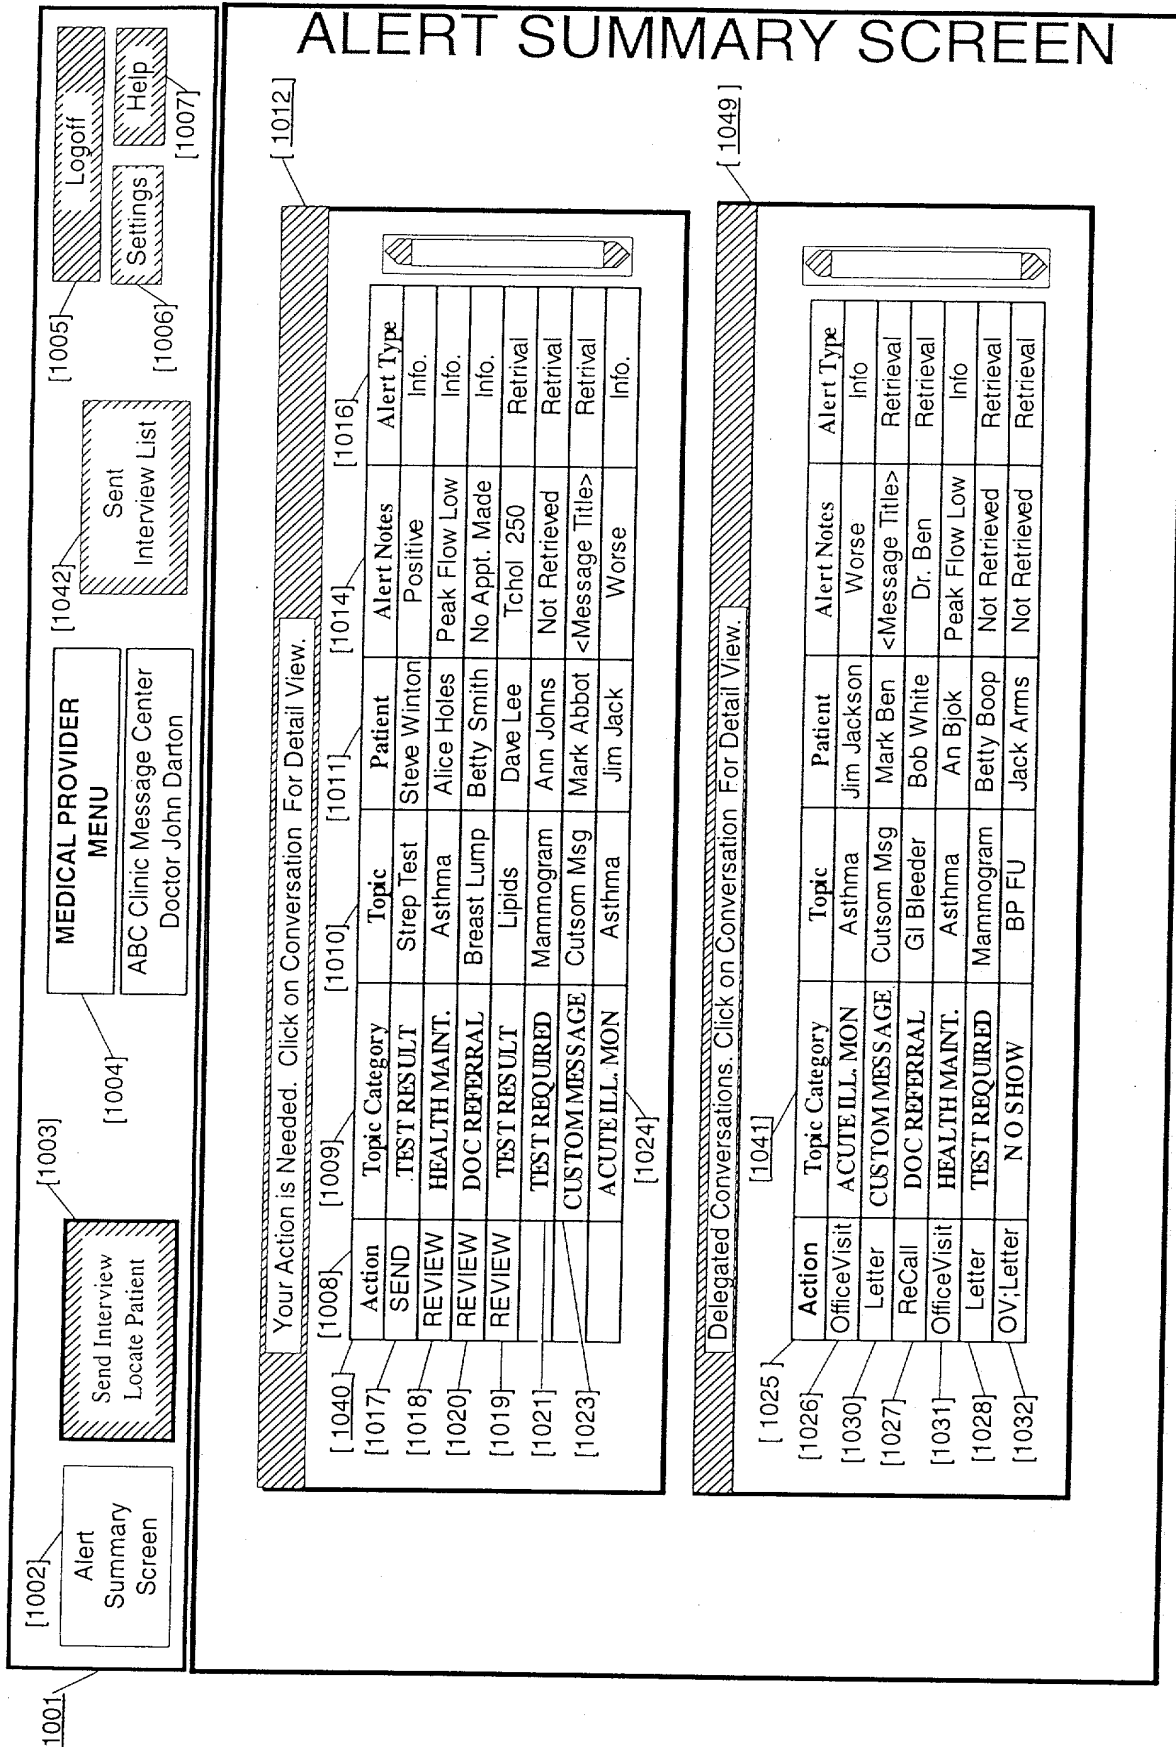 1001
[1002]
Alert
Summary
Screen
[1003]
Send Interview
Locate Patient
[1004]
MEDICAL PROVIDER
MENU
ABC Clinic Message Center
Doctor John Darton
[1042]
Sent
Interview List
[1005]
Logoff
[1006]
Settings
Help
[1007]
ALERT SUMMARY SCREEN
[1012]
Your Action is Needed. Click on Conversation For Detail View.
[1040] [1008] [1009] [1010] [1011] [1014] [1016]
Action Topic Category Topic Patient Alert Notes Alert Type
[1017] SEND TEST RESULT Strep Test Steve Winton Positive Info.
[1018] REVIEW HEALTH MAINT. Asthma Alice Holes Peak Flow Low Info.
[1020] REVIEW DOC REFERRAL Breast Lump Betty Smith No Appt. Made Info.
[1019] REVIEW TEST RESULT Lipids Dave Lee Tchol 250 Retrival
[1021] TEST REQUIRED Mammogram Ann Johns Not Retrieved Retrival
[1023] CUSTOM MESSAGE Cutsom Msg Mark Abbot <Message Title> Retrival
ACUTE ILL. MON Asthma Jim Jack Worse Info.
[1024]
[1049]
Delegated Conversations. Click on Conversation For Detail View.
[1025] [1041]
Action Topic Category Topic Patient Alert Notes Alert Type
[1026] OfficeVisit ACUTE ILL. MON Asthma Jim Jackson Worse Info
[1030] Letter CUSTOM MESSAGE Cutsom Msg Mark Ben <Message Title> Retrieval
[1027] ReCall DOC REFERRAL GI Bleeder Bob White Dr. Ben Retrieval
[1031] OfficeVisit HEALTH MAINT. Asthma An Bjok Peak Flow Low Info
[1028] Letter TEST REQUIRED Mammogram Betty Boop Not Retrieved Retrieval
[1032] OV;Letter NO SHOW BP FU Jack Arms Not Retrieved Retrieval